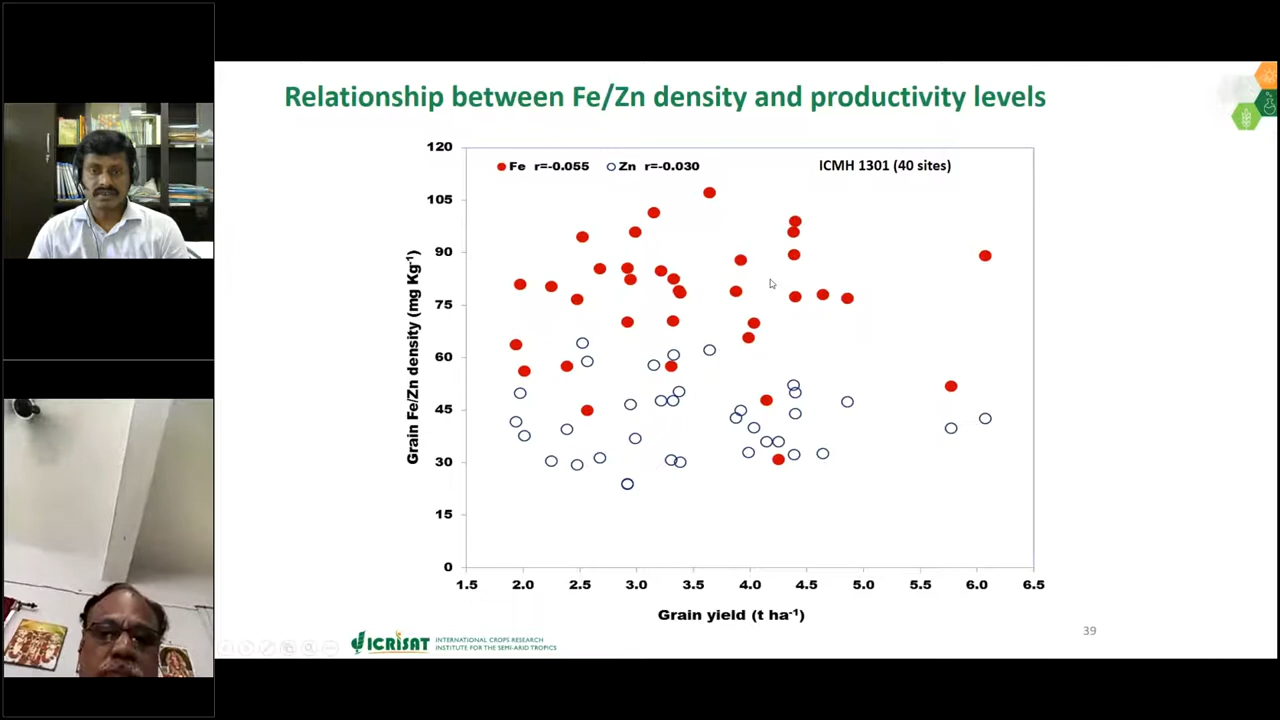 Relationship between Fe/Zn density and productivity levels
Fe r=-0.055 Zn r=-0.030
ICMH 1301 (40 sites)
120
105
90
75
60
45
30
15
0
Grain Fe/Zn density (mg Kg-1)
1.5 2.0 2.5 3.0 3.5 4.0 4.5 5.0 5.5 6.0 6.5
Grain yield (t ha-1)
39
ICRISAT
INTERNATIONAL CROPS RESEARCH
INSTITUTE FOR THE SEMI-ARID TROPICS